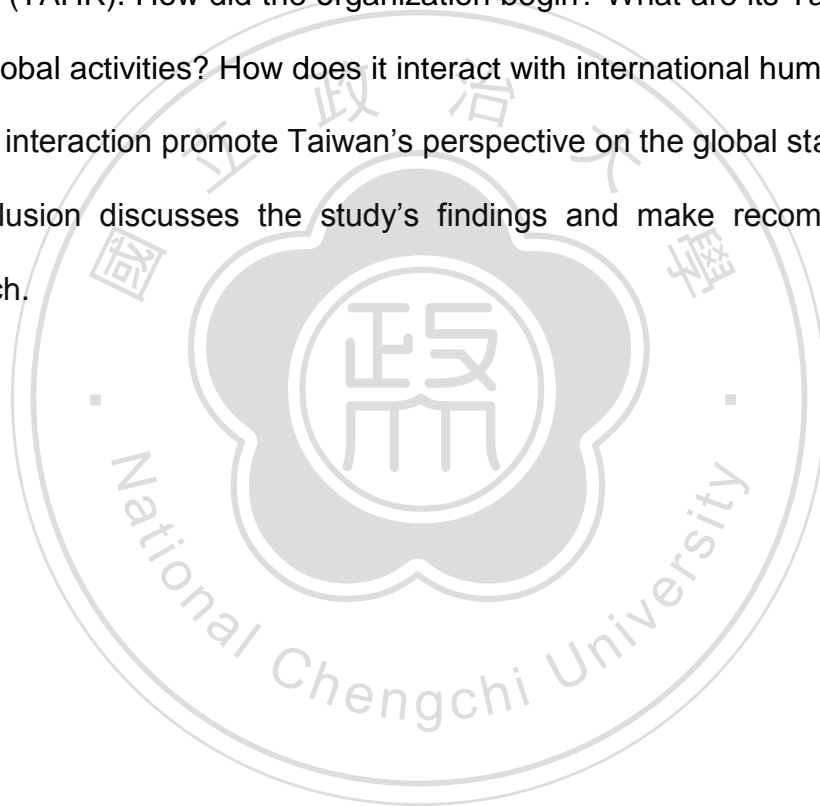 (TAHR). How did the organization begin? What are its Ta
lobal activities? How does it interact with international hum
interaction promote Taiwan's perspective on the global sta
lusion discusses the study's findings and make recom
ch.
國立政治大學
政
National Chengchi University